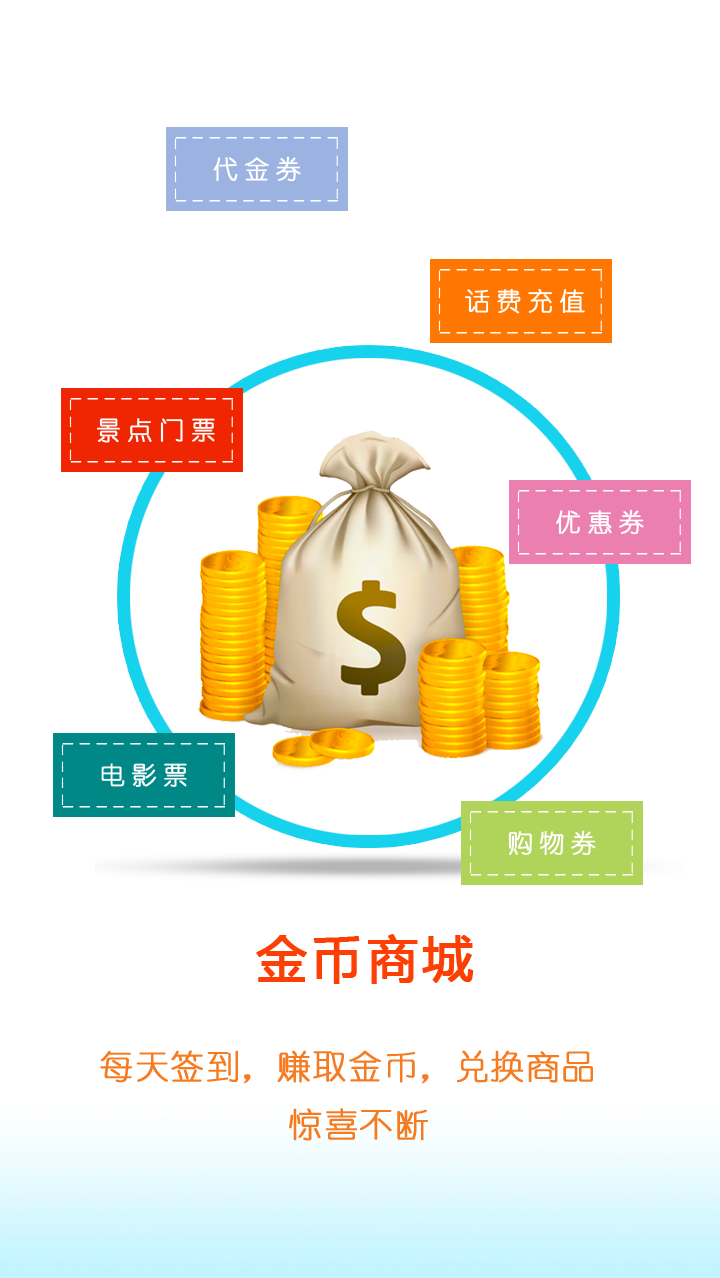 代金券
话费充值
景点门票
优惠券
$
电影票
购物券
金币商城
每天签到，赚取金币，兑换商品
惊喜不断